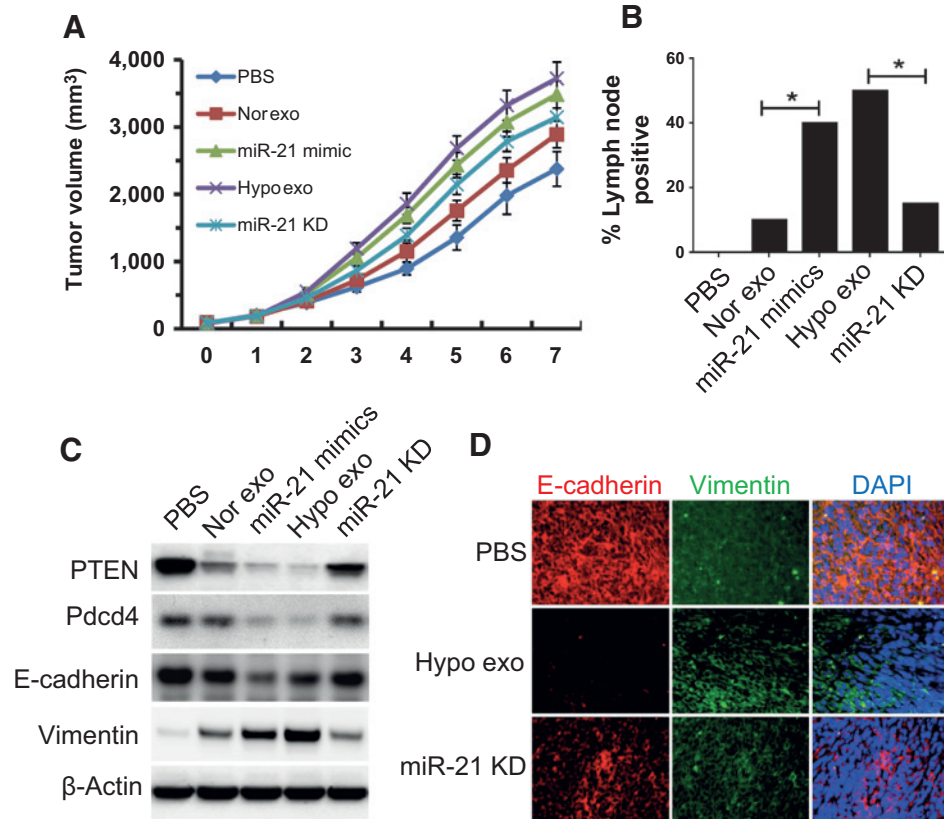 A
Tumor volume (mm³)
4,000
3,000
2,000
1,000
0
PBS
Nor exo
miR-21 mimic
Hypo exo
miR-21 KD
0 1 2 3 4 5 6 7
B
% Lymph node
positive
60
40
20
0
*
*
PBS
Nor exo
miR-21 mimics
Hypo exo
miR-21 KD
C
PBS
Nor exo
miR-21 mimics
Hypo exo
miR-21 KD
PTEN
Pdcd4
E-cadherin
Vimentin
β-Actin
D
E-cadherin Vimentin DAPI
PBS
Hypo exo
miR-21 KD